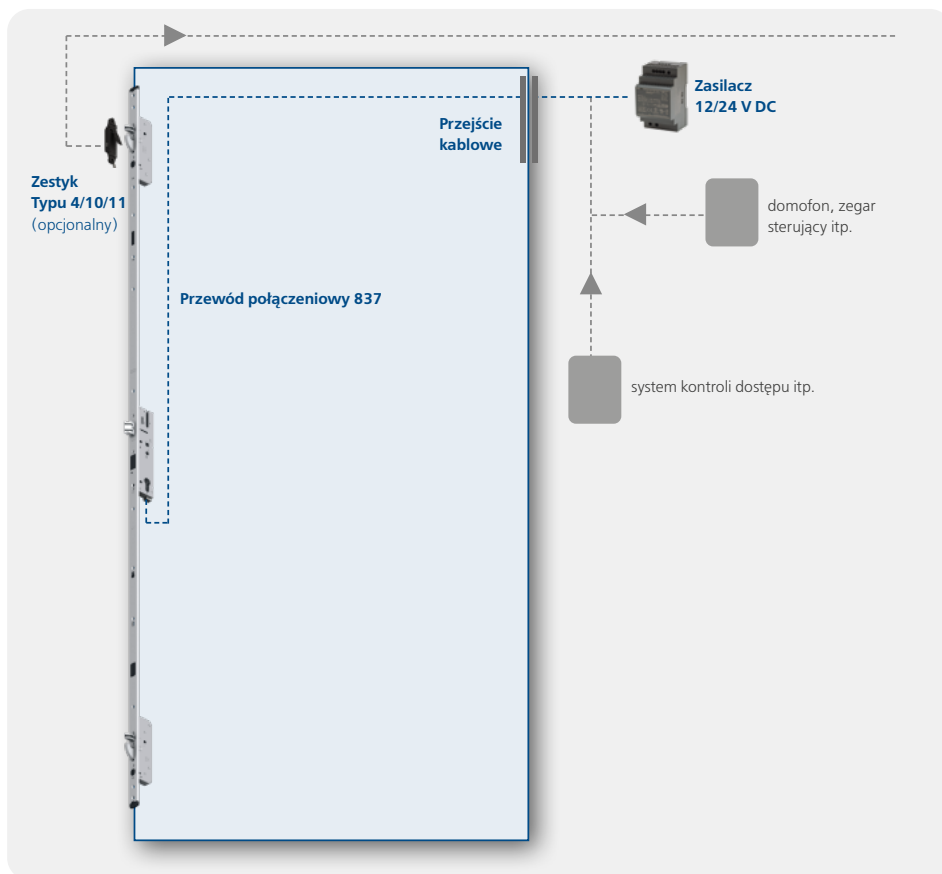 Zasilacz
12/24 V DC
Przejście
kablowe
Zestyk
Typu 4/10/11
(opcjonalny)
domofon, zegar
sterujący itp.
Przewód połączeniowy 837
system kontroli dostępu itp.